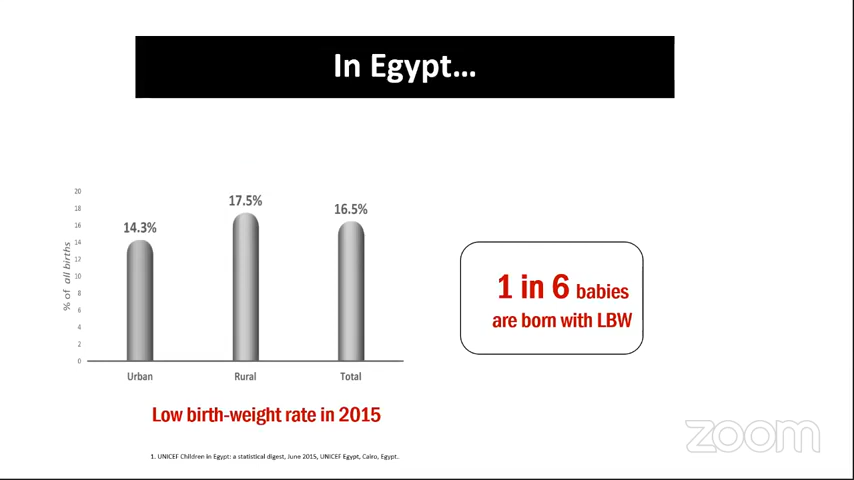 In Egypt...
20
18
16
14
12
10
8
6
4
2
0
% of all births
14.3%
17.5%
16.5%
Urban
Rural
Total
Low birth-weight rate in 2015
1 in 6 babies
are born with LBW
1. UNICEF Children in Egypt: a statistical digest, June 2015, UNICEF Egypt, Cairo, Egypt.
zoom